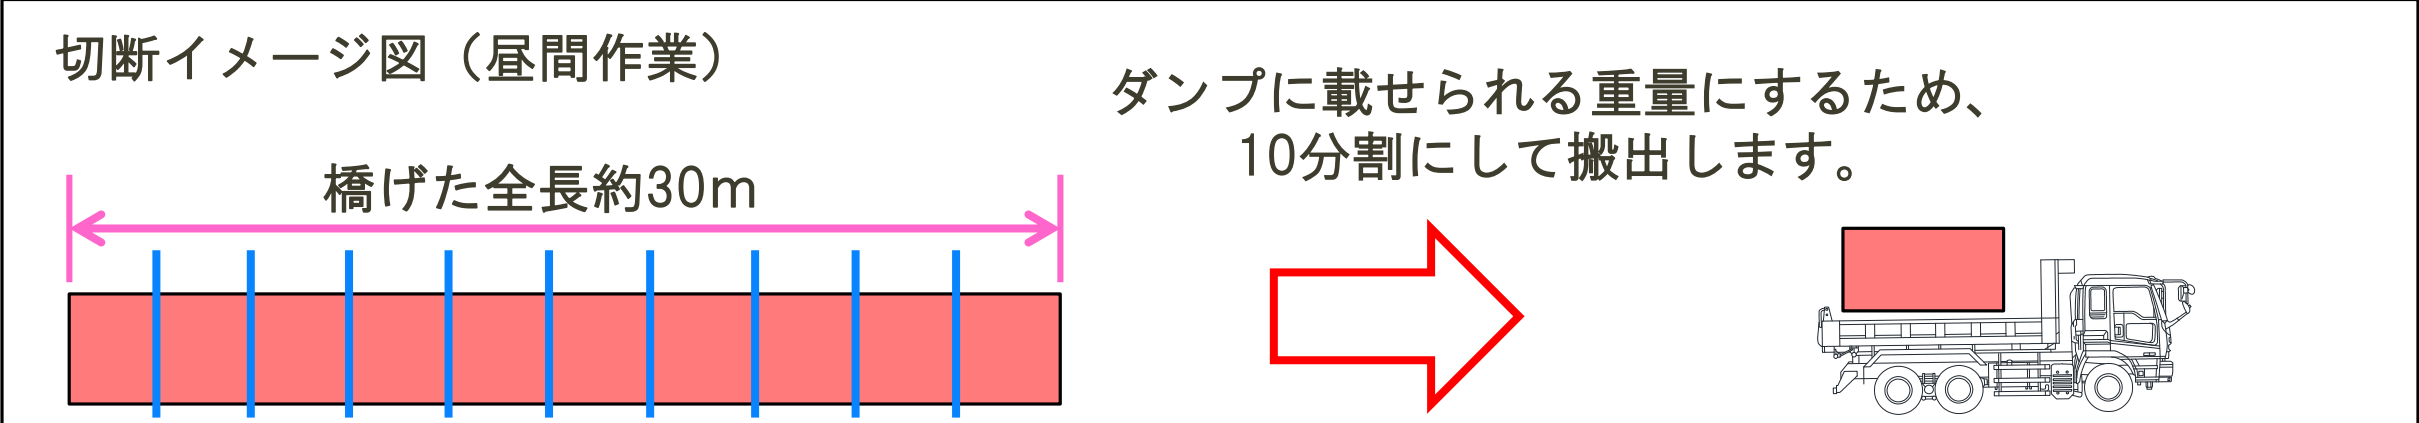 切断イメージ図（昼間作業）
ダンプに載せられる重量にするため、
10分割にして搬出します。
橋げた全長約30m